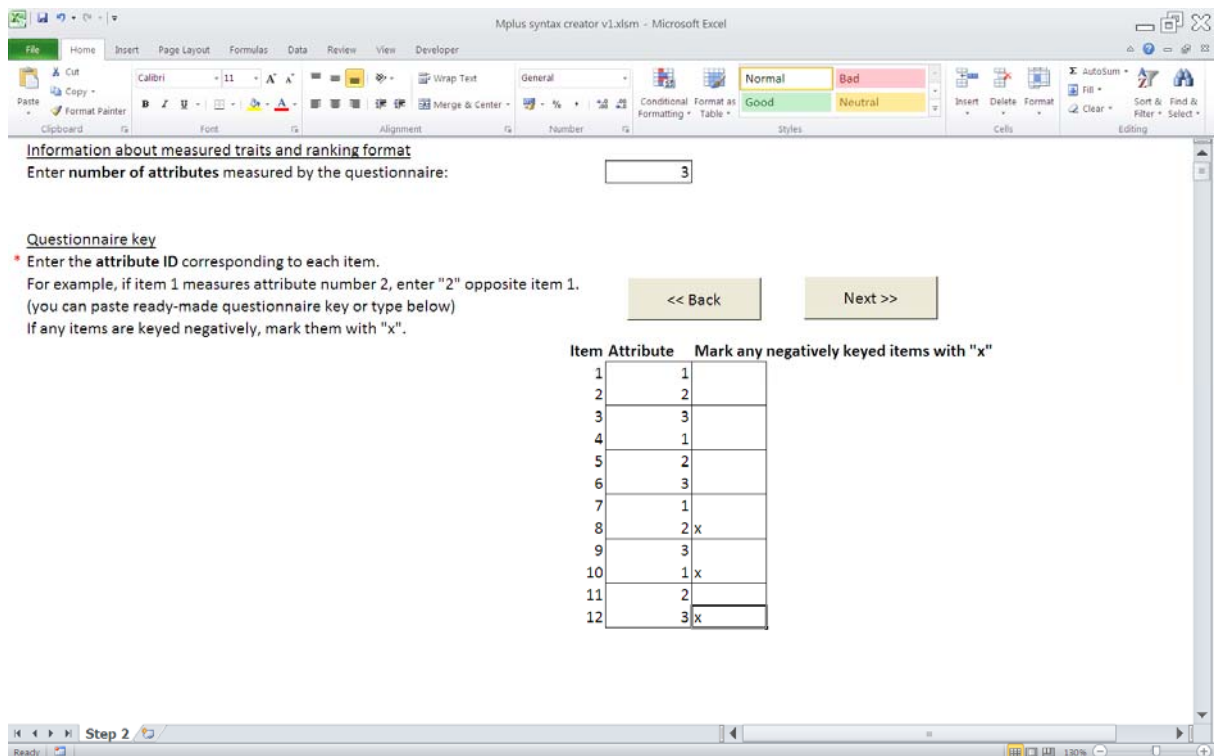 Mplus syntax creator v1.xlsm - Microsoft Excel
File Home Insert Page Layout Formulas Data Review View Developer
Paste
Cut
Copy
Format Painter
Clipboard
Calibri 11 A A
B I U A
Font
Wrap Text
Merge & Center
Alignment
General
% ,
Number
Conditional Formatting
Format as Table
Normal Bad
Good Neutral
Styles
Insert Delete Format
Cells
Σ AutoSum
Fill
Clear
Sort & Filter
Find & Select
Editing
Information about measured traits and ranking format
Enter number of attributes measured by the questionnaire: 3
Questionnaire key
* Enter the attribute ID corresponding to each item.
For example, if item 1 measures attribute number 2, enter "2" opposite item 1.
(you can paste ready-made questionnaire key or type below)
If any items are keyed negatively, mark them with "x".
<< Back Next >>
Item Attribute Mark any negatively keyed items with "x"
1 1
2 2
3 3
4 1
5 2
6 3
7 1
8 2 x
9 3
10 1 x
11 2
12 3 x
Step 2
Ready 130%